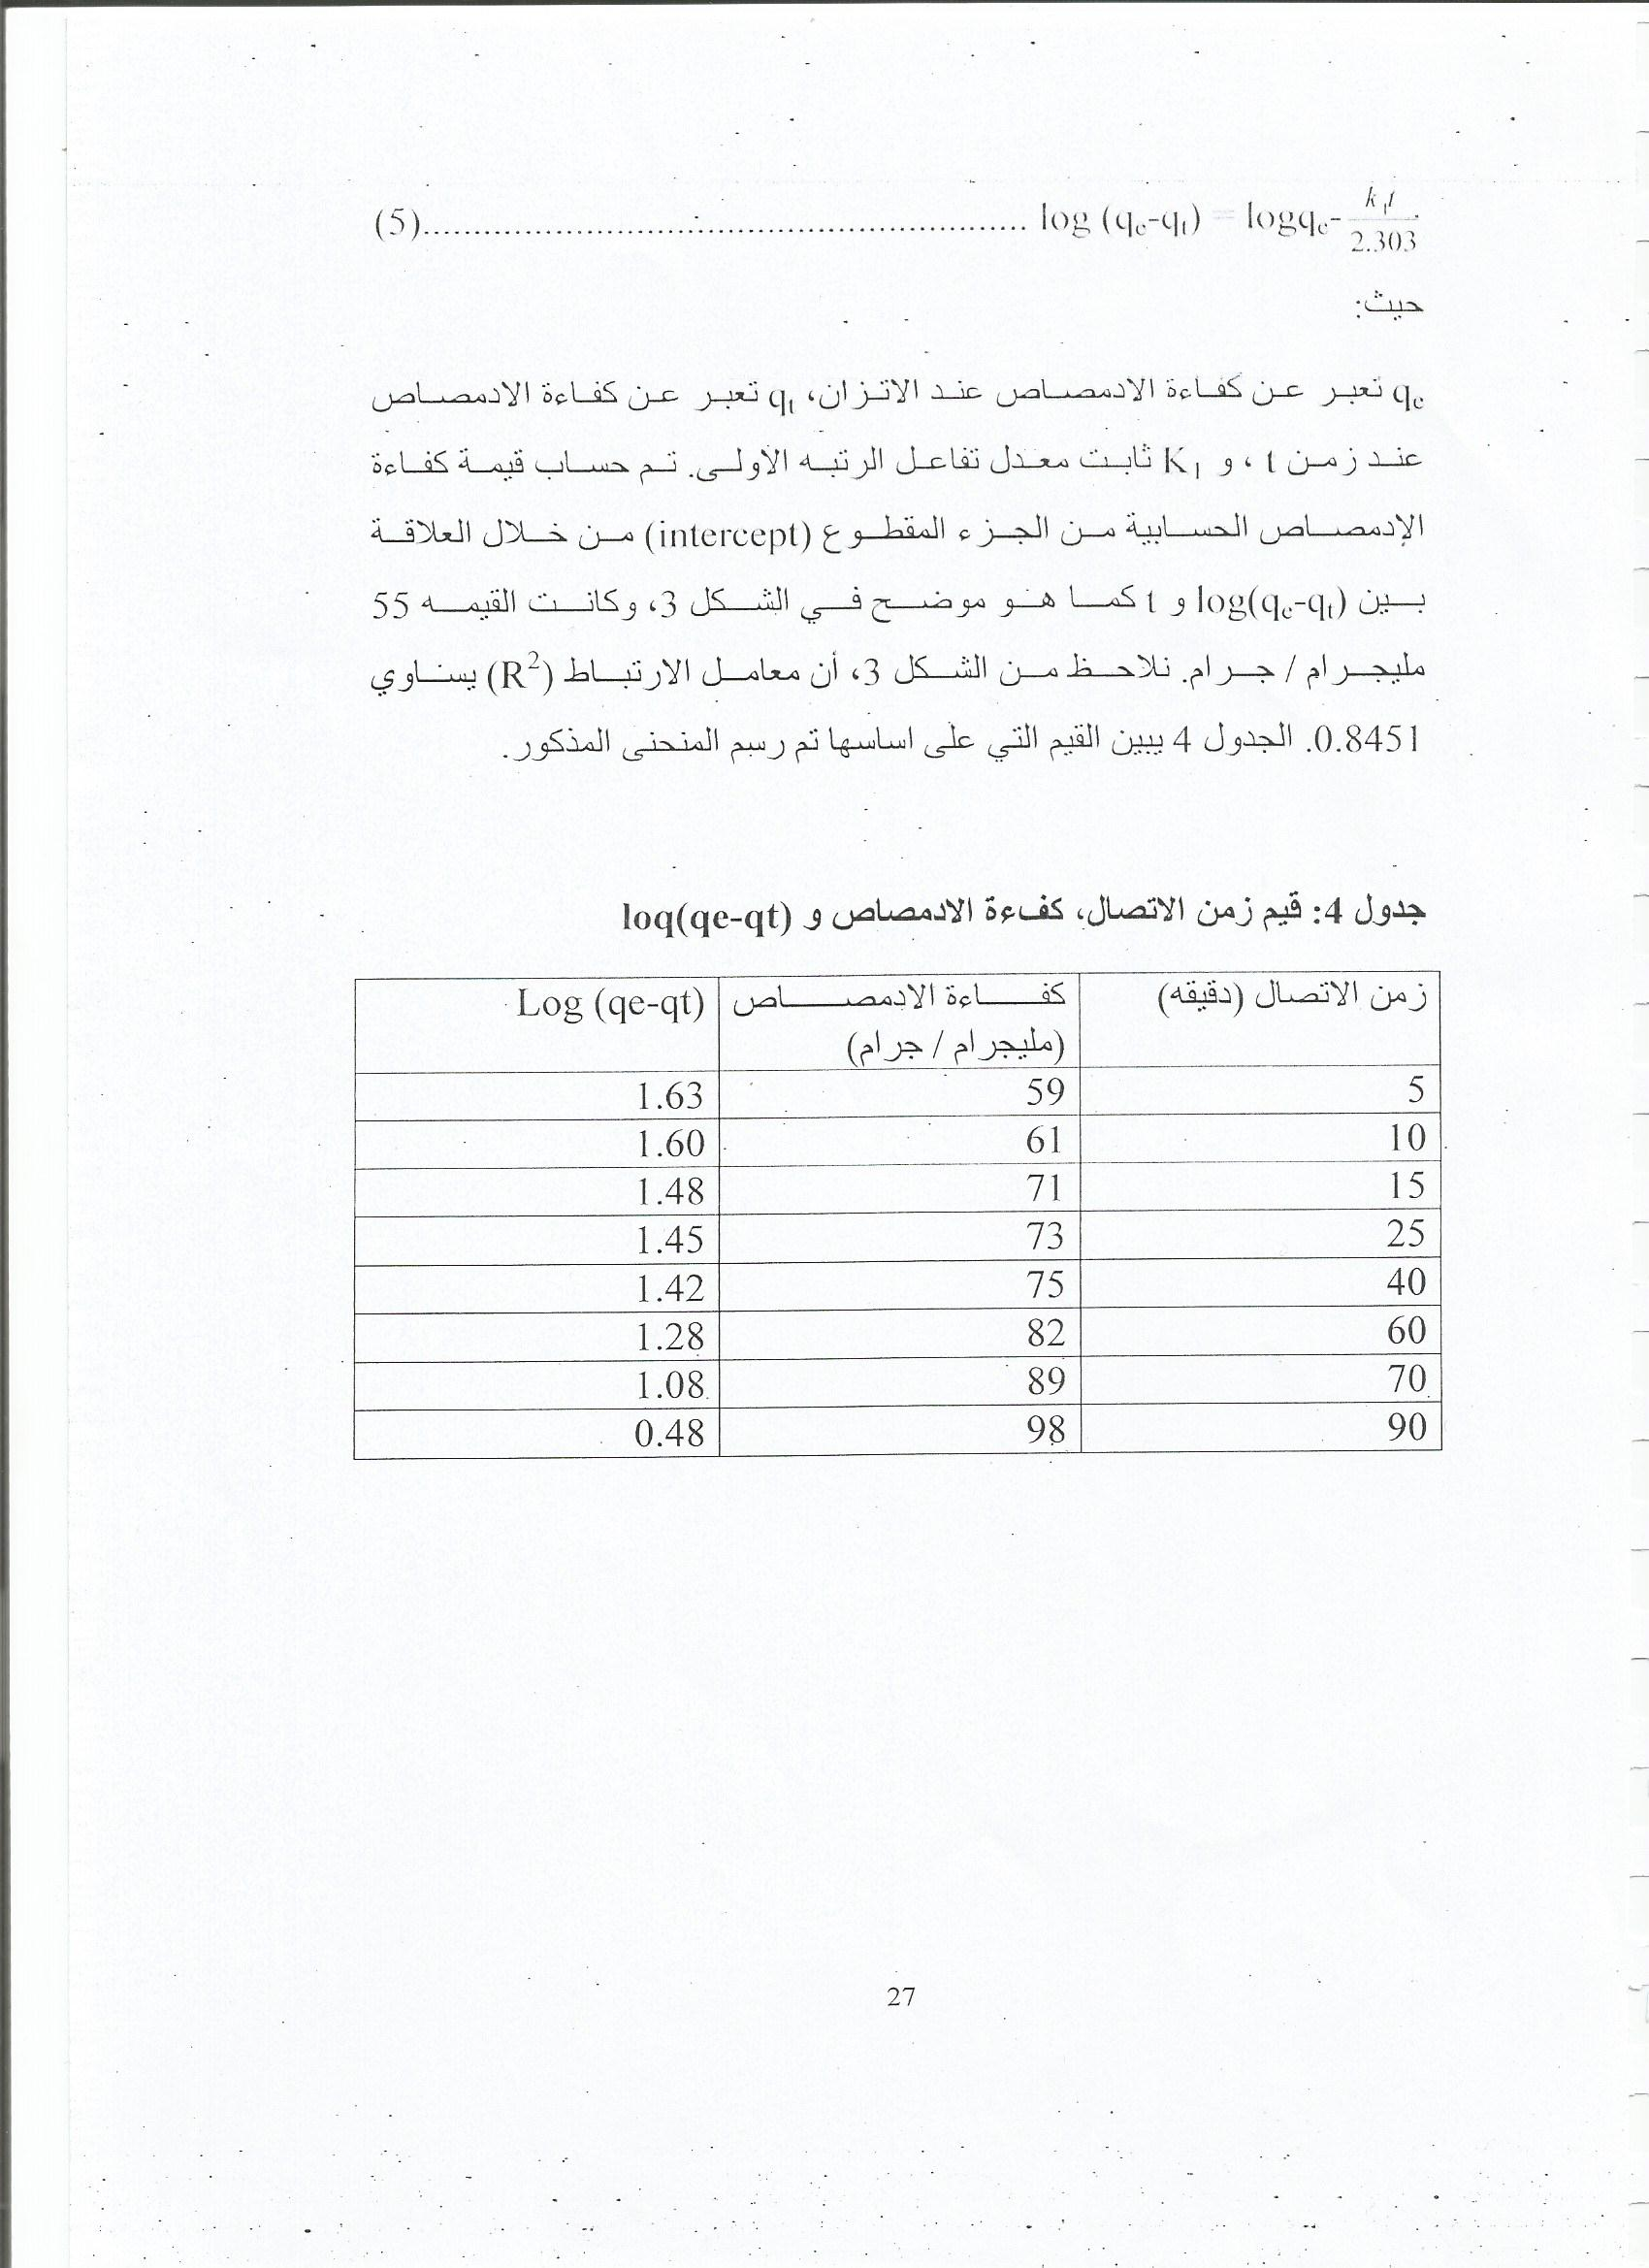 log (qe-qt) = logqe- k1t/2.303 ........................................................(5)
حيث:
qe تعبر عن كفاءة الادمصاص عند الاتزان، qt تعبر عن كفاءة الادمصاص
عند زمن t ، و K1 ثابت معدل تفاعل الرتبه الاولى. تم حساب قيمة كفاءة
الإدمصاص الحسابية من الجزء المقطوع (intercept) من خلال العلاقة
بين log(qe-qt) و t كما هو موضح في الشكل 3، وكانت القيمه 55
مليجرام / جرام. نلاحظ من الشكل 3، أن معامل الارتباط (R²) يساوي
0.8451. الجدول 4 يبين القيم التي على اساسها تم رسم المنحنى المذكور.
جدول 4: قيم زمن الاتصال، كفءة الادمصاص و loq(qe-qt)
زمن الاتصال (دقيقه) كفاءة الادمصاص Log (qe-qt)
(مليجرام / جرام)
5 59 1.63
10 61 1.60
15 71 1.48
25 73 1.45
40 75 1.42
60 82 1.28
70 89 1.08
90 98 0.48
27